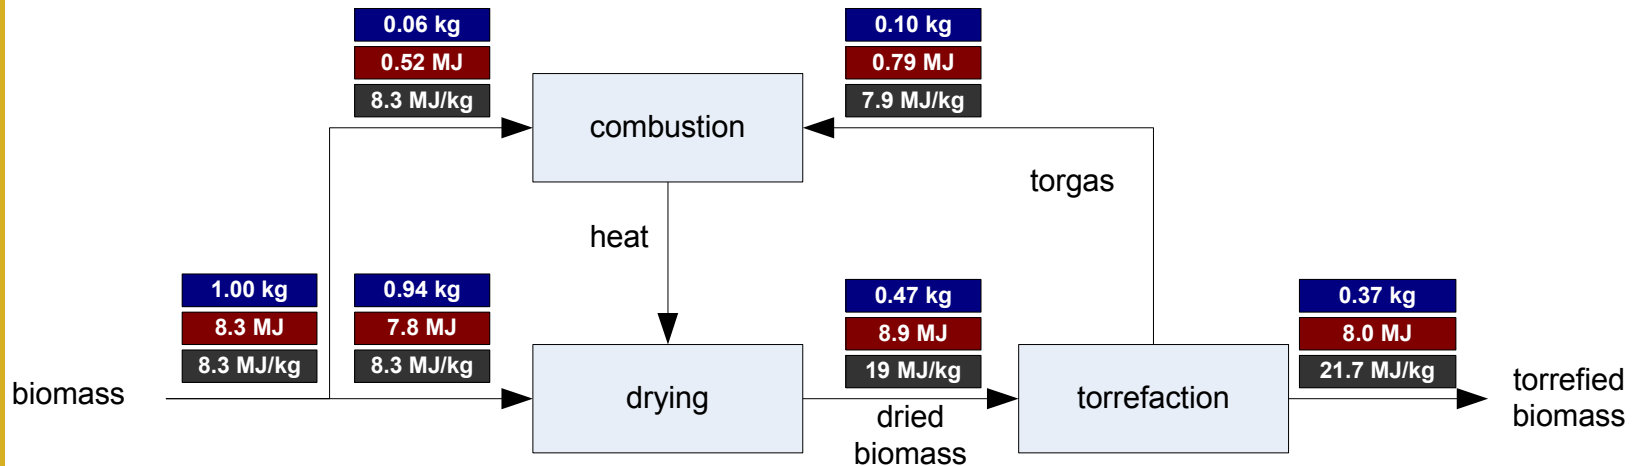 0.06 kg
0.52 MJ
8.3 MJ/kg
0.10 kg
0.79 MJ
7.9 MJ/kg
combustion
torgas
heat
1.00 kg
8.3 MJ
8.3 MJ/kg
0.94 kg
7.8 MJ
8.3 MJ/kg
0.47 kg
8.9 MJ
19 MJ/kg
0.37 kg
8.0 MJ
21.7 MJ/kg
biomass
drying
dried
biomass
torrefaction
torrefied
biomass